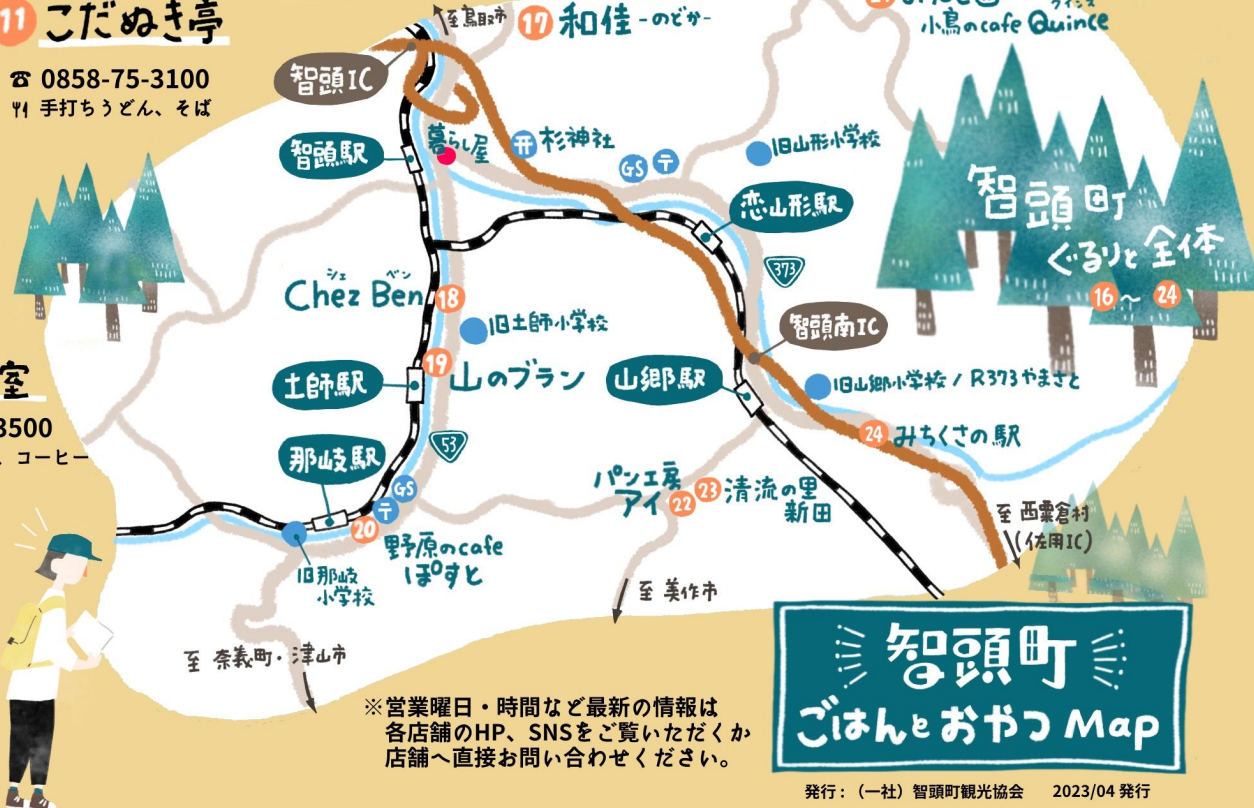 11 こだぬき亭
☎ 0858-75-3100
手打ちうどん、そば
至鳥取市
17 和佳 -のどか-
クインス
小鳥のcafe Quince
智頭IC
智頭駅
暮らし屋
杉神社
GS 〒
旧山形小学校
恋山形駅
智頭町
ぐるりと全体
16〜24
373
シェ ベン
Chez Ben 18
旧土師小学校
智頭南IC
土師駅
19 山のブラン
山郷駅
旧山郷小学校 / R373やまさと
24 みちくさの駅
室
3500
、コーヒー
53
那岐駅
GS
〒
パン工房
アイ 22
23 清流の里
新田
20 野原のcafe
ぽすと
旧那岐
小学校
至 西粟倉村
(佐用IC)
至 美作市
至 奈義町・津山市
※営業曜日・時間など最新の情報は
各店舗のHP、SNSをご覧いただくか
店舗へ直接お問い合わせください。
智頭町
ごはんとおやつ Map
発行：（一社）智頭町観光協会　2023/04 発行